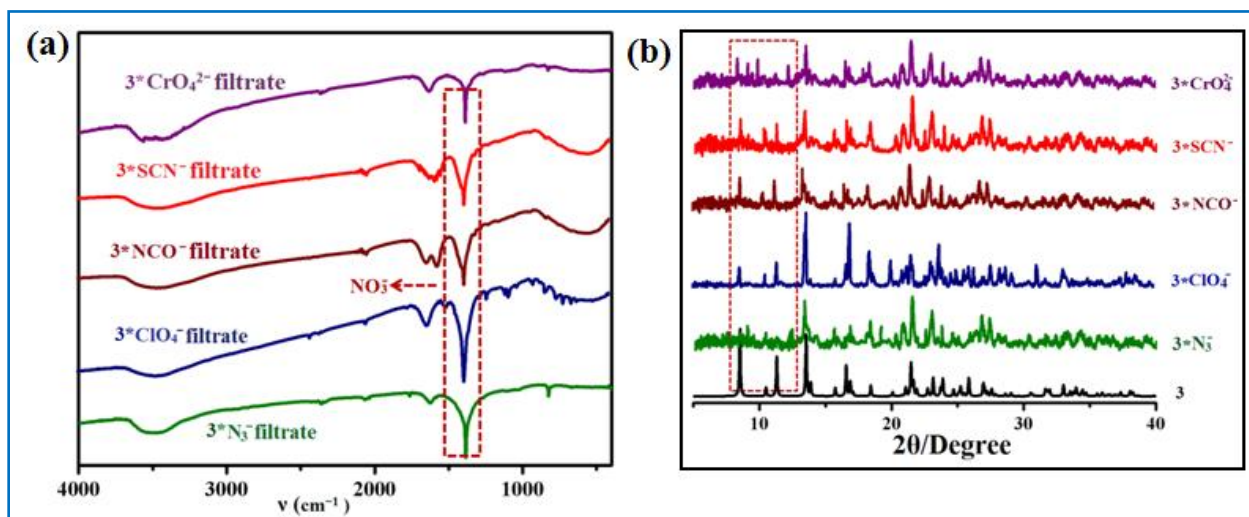 (a)
3*CrO₄²⁻ filtrate
3*SCN⁻ filtrate
3*NCO⁻ filtrate
NO₃⁻
3*ClO₄⁻ filtrate
3*N₃⁻ filtrate
4000 3000 2000 1000
ν (cm⁻¹)
(b)
3*CrO₄²⁻
3*SCN⁻
3*NCO⁻
3*ClO₄⁻
3*N₃⁻
3
10 20 30 40
2θ/Degree